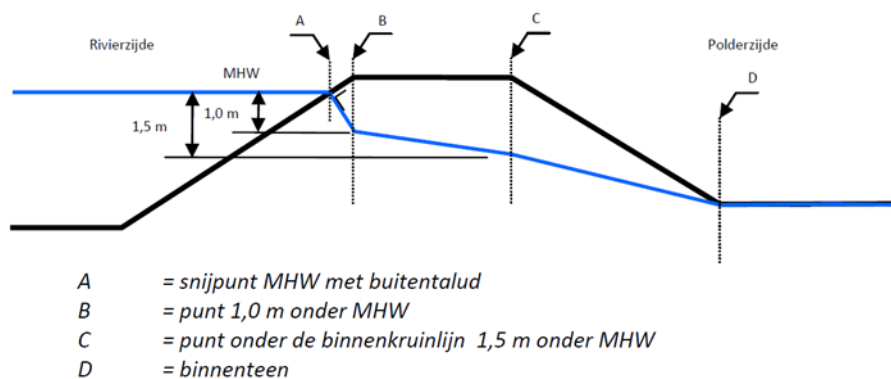 A
B
C
Rivierzijde
Polderzijde
MHW
D
1,0 m
1,5 m
A = snijpunt MHW met buitentalud
B = punt 1,0 m onder MHW
C = punt onder de binnenkruinlijn 1,5 m onder MHW
D = binnenteen